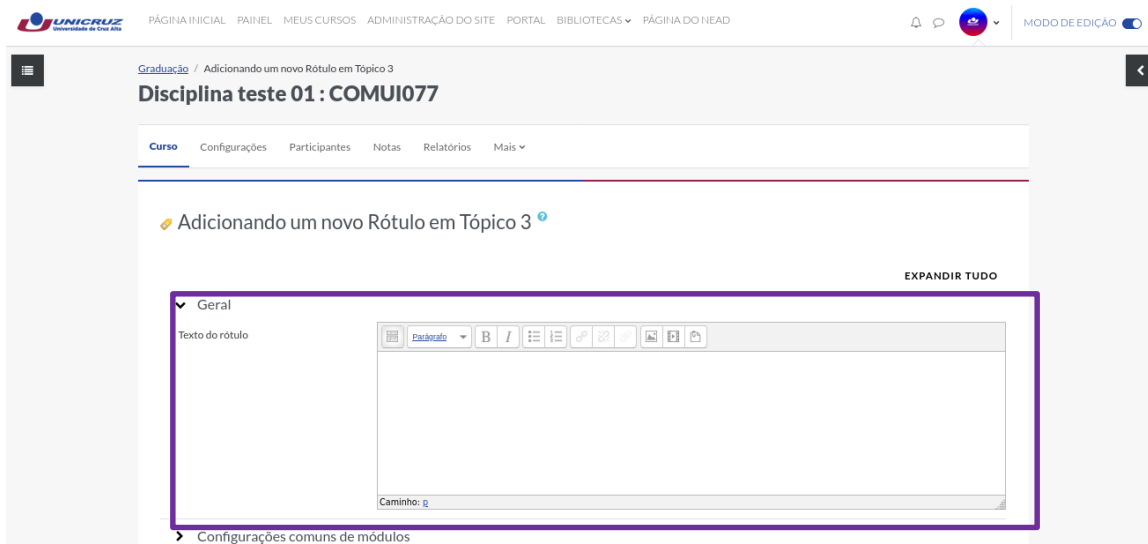 UNICRUZ
Universidade de Cruz Alta
PÁGINA INICIAL PAINEL MEUS CURSOS ADMINISTRAÇÃO DO SITE PORTAL BIBLIOTECAS PÁGINA DO NEAD
MODO DE EDIÇÃO
Graduação / Adicionando um novo Rótulo em Tópico 3
Disciplina teste 01 : COMUI077
Curso Configurações Participantes Notas Relatórios Mais
Adicionando um novo Rótulo em Tópico 3
EXPANDIR TUDO
Geral
Texto do rótulo
Parágrafo B I
Caminho: p
Configurações comuns de módulos